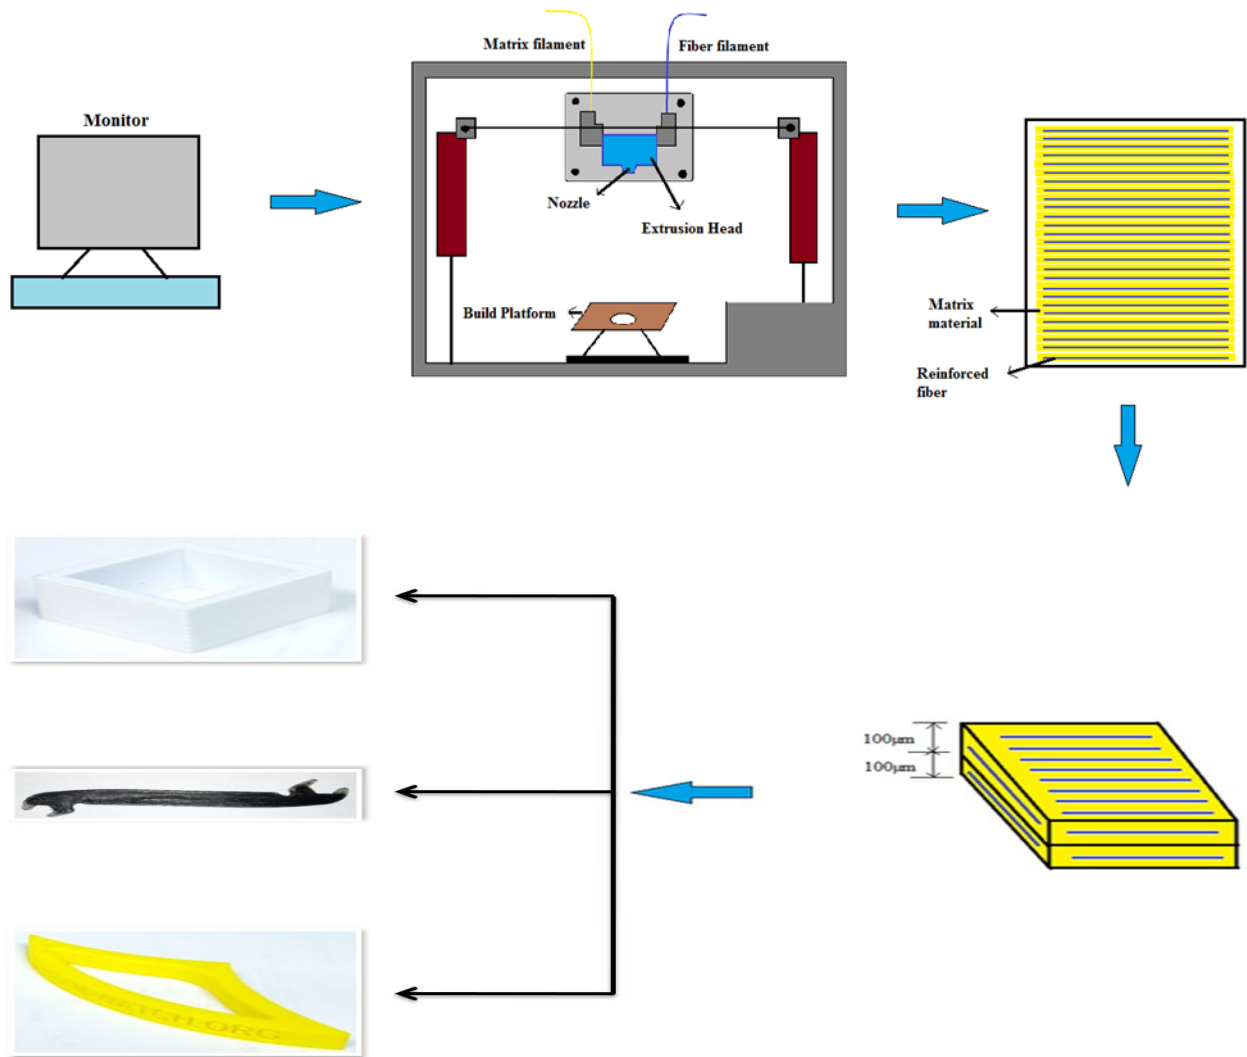 Matrix filament
Fiber filament
Monitor
Nozzle
Extrusion Head
Build Platform
Matrix
material
Reinforced
fiber
100μm
100μm